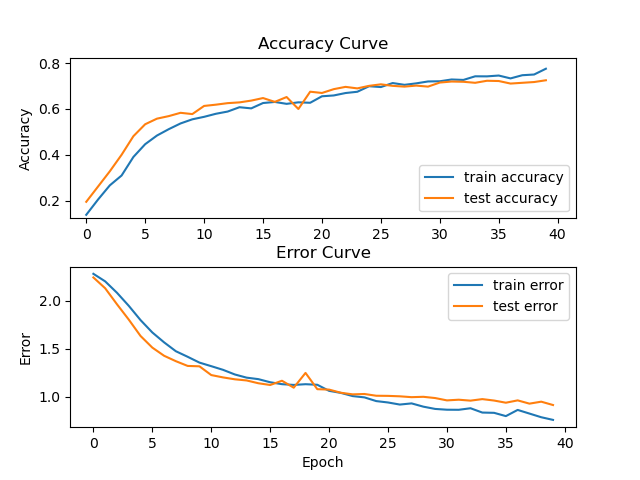 Accuracy Curve
0.8
0.6
0.4
0.2
Accuracy
train accuracy
test accuracy
0 5 10 15 20 25 30 35 40
Error Curve
2.0
1.5
1.0
Error
train error
test error
0 5 10 15 20 25 30 35 40
Epoch